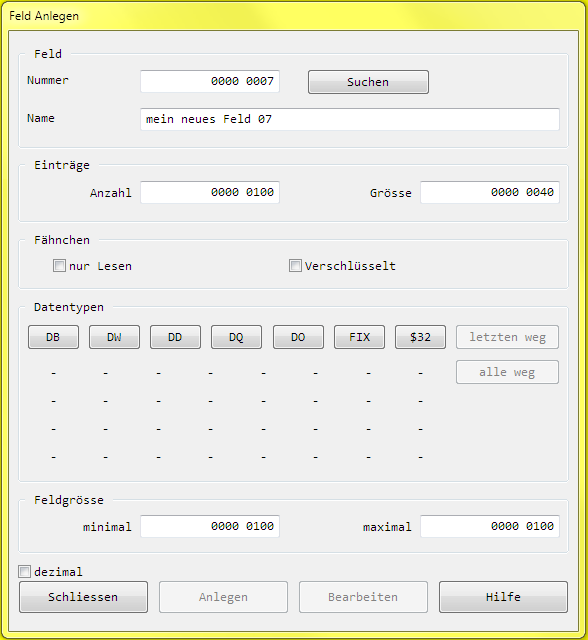 Feld Anlegen
Feld
Nummer 0000 0007 Suchen
Name mein neues Feld 07
Einträge
Anzahl 0000 0100 Grösse 0000 0040
Fähnchen
nur Lesen Verschlüsselt
Datentypen
DB DW DD DQ DO FIX $32 letzten weg
- - - - - - - - alle weg
- - - - - - - -
- - - - - - - -
- - - - - - - -
Feldgrösse
minimal 0000 0100 maximal 0000 0100
dezimal
Schliessen Anlegen Bearbeiten Hilfe